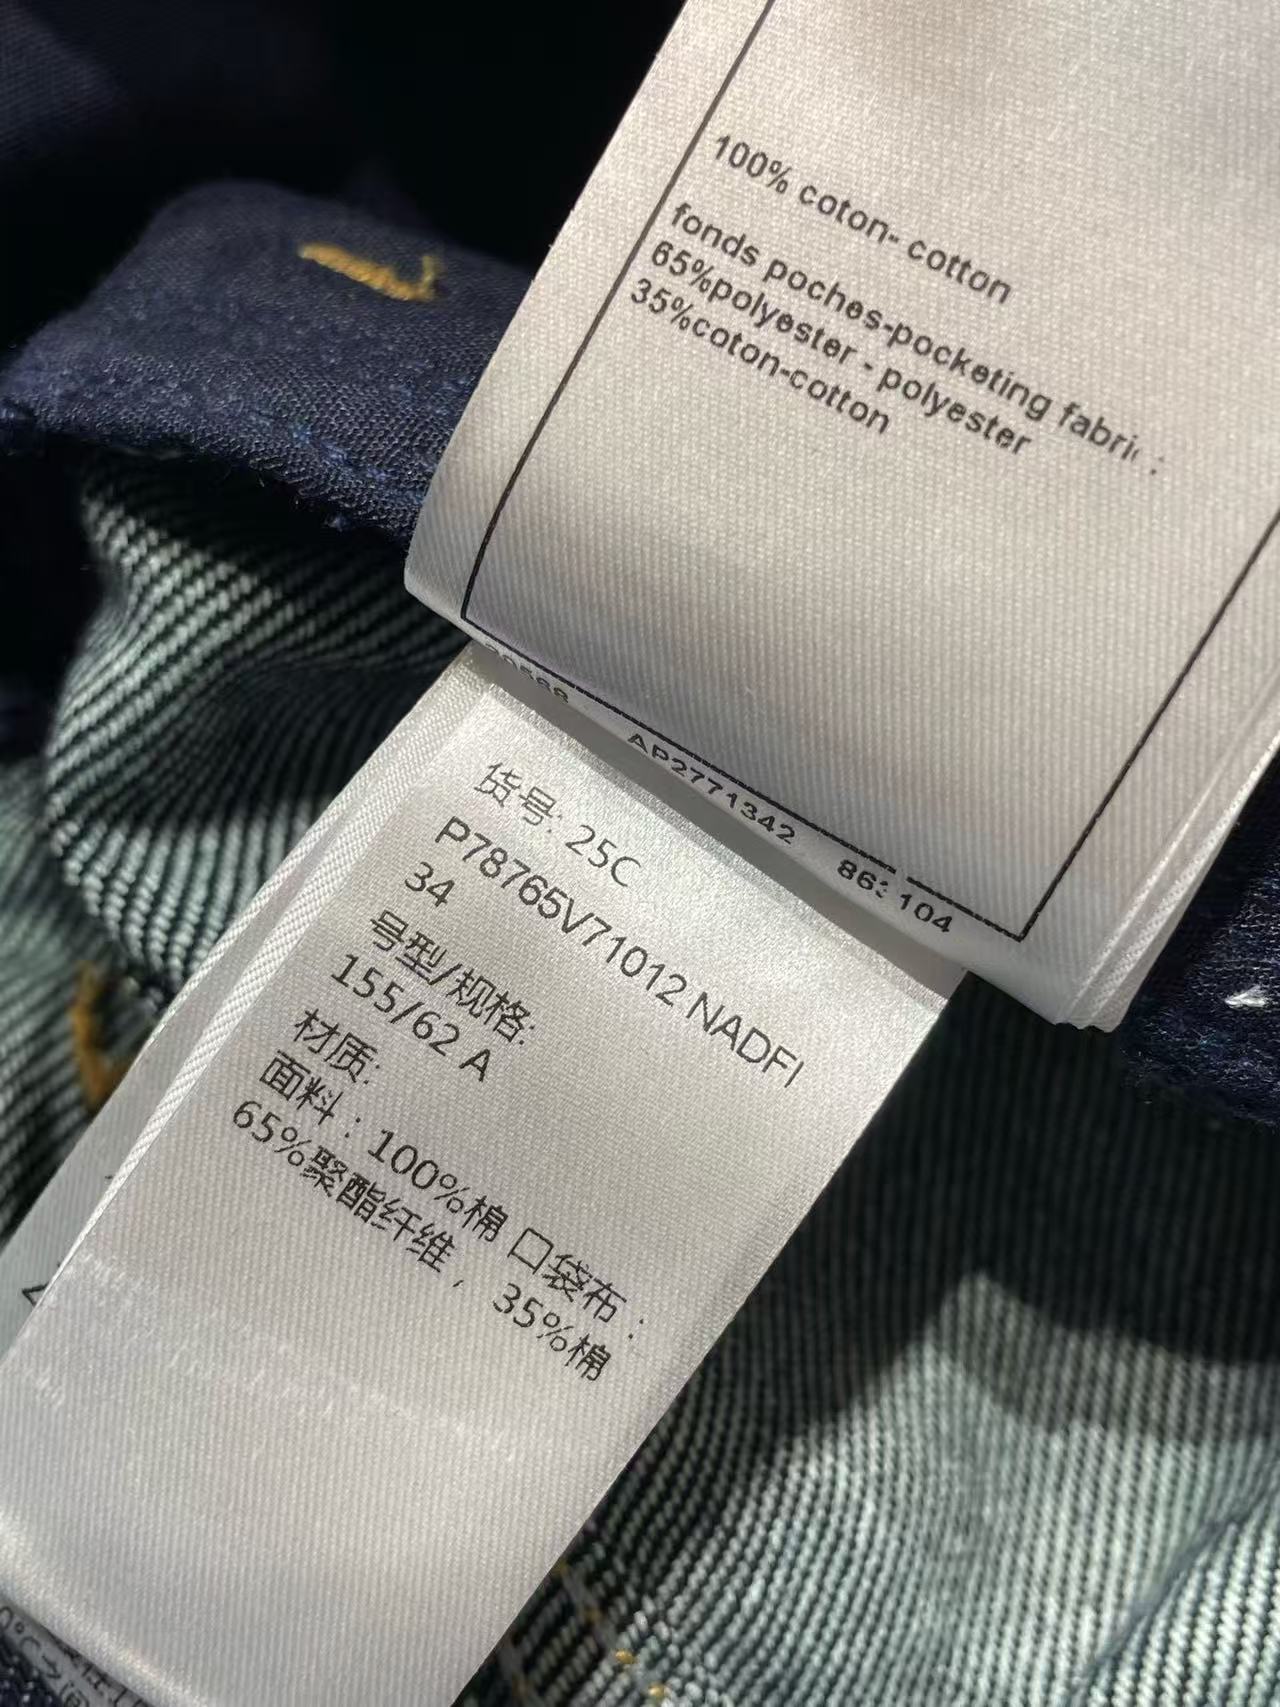 100% coton- cotton
fonds poches-pocketing fabric :
65%polyester - polyester
35%coton-cotton
AP2771342
104
货号: 25C
P78765V71012 NADFI
34
号型/规格:
155/62 A
材质:
面料：100%棉 口袋布：
65%聚酯纤维，35%棉